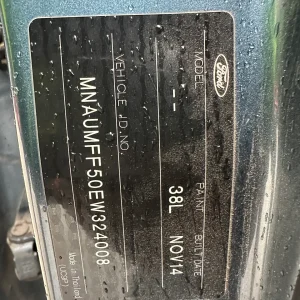 Ford
MODEL PAINT BUILT DATE
-- 38L NOV14
VEHICLE I.D. NO.
MNAUMFF50EW324008
Made in Thailand